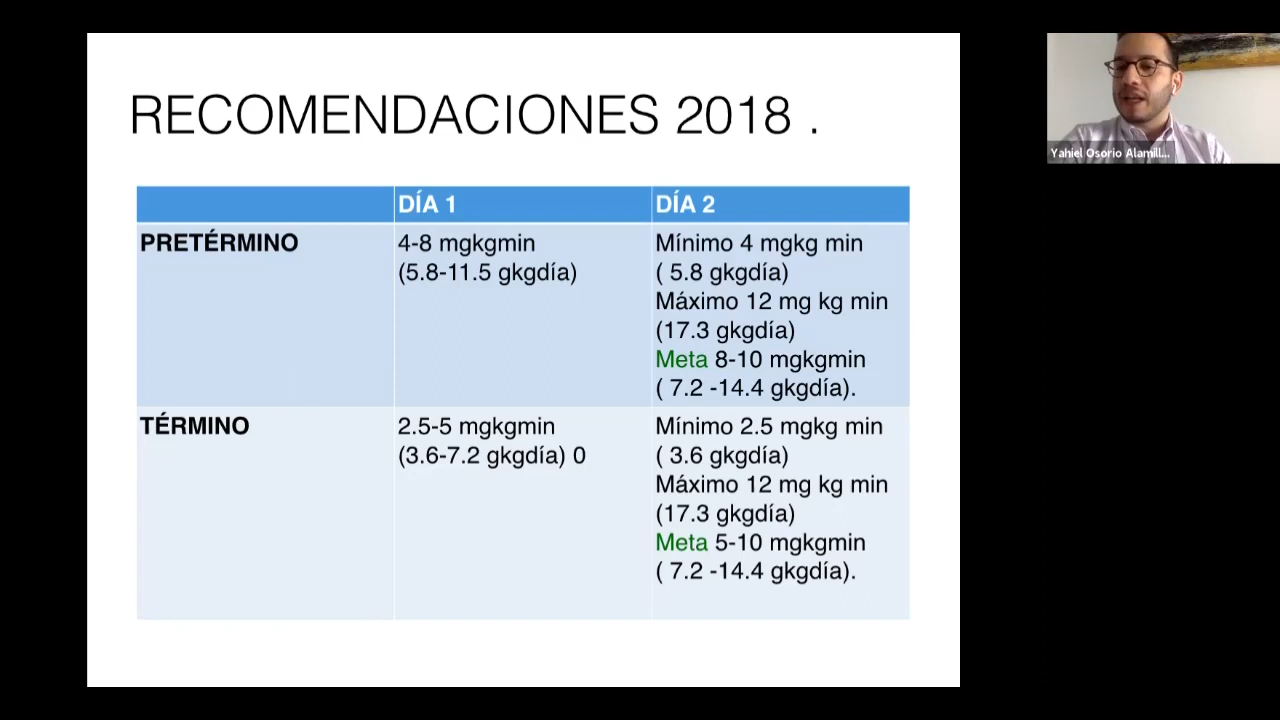 RECOMENDACIONES 2018 .
DÍA 1
DÍA 2
PRETÉRMINO
4-8 mgkgmin
(5.8-11.5 gkgdía)
Mínimo 4 mgkg min
( 5.8 gkgdía)
Máximo 12 mg kg min
(17.3 gkgdía)
Meta 8-10 mgkgmin
( 7.2 -14.4 gkgdía).
TÉRMINO
2.5-5 mgkgmin
(3.6-7.2 gkgdía) 0
Mínimo 2.5 mgkg min
( 3.6 gkgdía)
Máximo 12 mg kg min
(17.3 gkgdía)
Meta 5-10 mgkgmin
( 7.2 -14.4 gkgdía).
Yahiel Osorio Alamill...